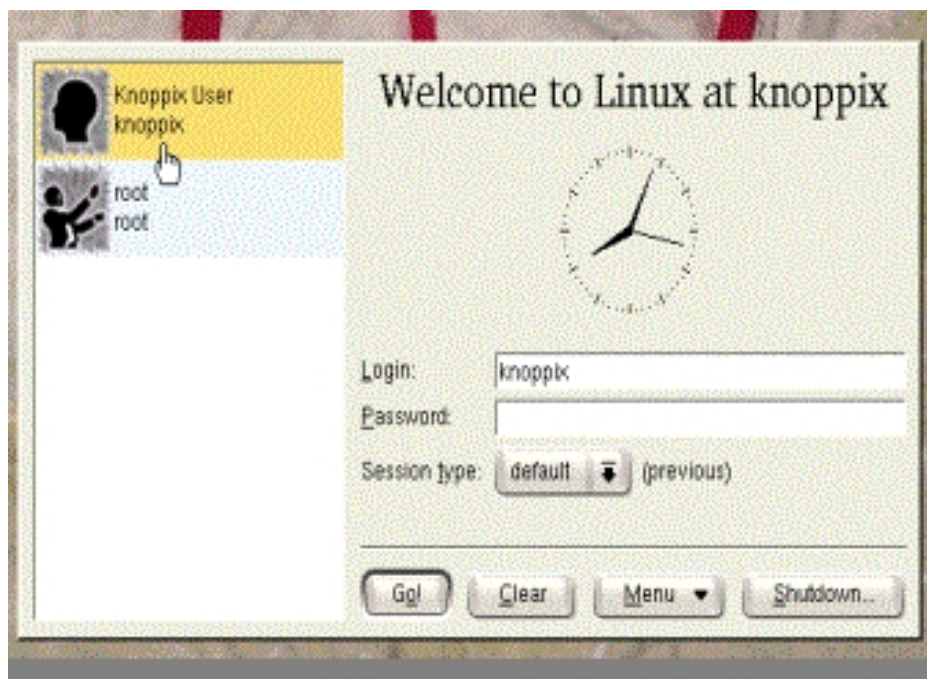 Knoppix User
knoppix
root
root
Welcome to Linux at knoppix
Login: knoppix
Password:
Session type: default (previous)
Go! Clear Menu Shutdown...